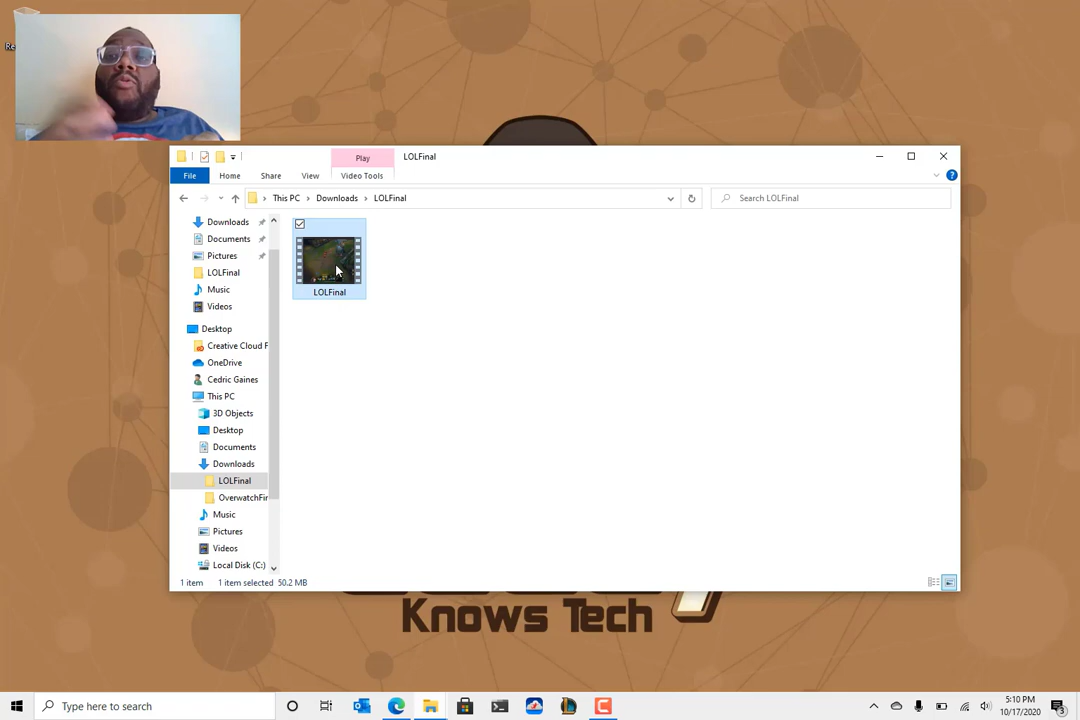 Re
Play
LOLFinal
File
Home
Share
View
Video Tools
This PC > Downloads > LOLFinal
Search LOLFinal
Downloads
Documents
Pictures
LOLFinal
Music
Videos
Desktop
Creative Cloud F
OneDrive
Cedric Gaines
This PC
3D Objects
Desktop
Documents
Downloads
LOLFinal
OverwatchFin
Music
Pictures
Videos
Local Disk (C:)
LOLFinal
1 item 1 item selected 50.2 MB
Knows Tech
Type here to search
5:10 PM
10/17/2020
3